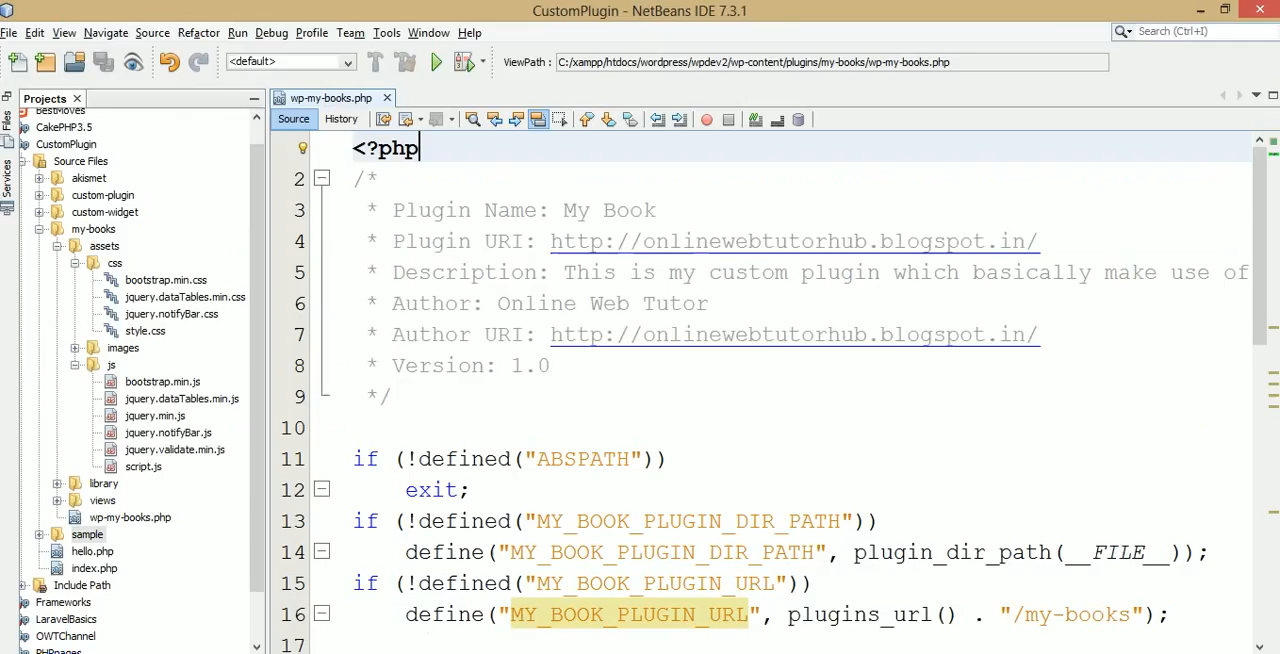 CustomPlugin - NetBeans IDE 7.3.1
File Edit View Navigate Source Refactor Run Debug Profile Team Tools Window Help
Search (Ctrl+I)
<default>
ViewPath : C:/xampp/htdocs/wordpress/wpdev2/wp-content/plugins/my-books/wp-my-books.php
Projects
wp-my-books.php
Source History
Files
Services
BestMoves
CakePHP3.5
CustomPlugin
Source Files
akismet
custom-plugin
custom-widget
my-books
assets
css
bootstrap.min.css
jquery.dataTables.min.css
jquery.notifyBar.css
style.css
images
js
bootstrap.min.js
jquery.dataTables.min.js
jquery.min.js
jquery.notifyBar.js
jquery.validate.min.js
script.js
library
views
wp-my-books.php
sample
hello.php
index.php
Include Path
Frameworks
LaravelBasics
OWTChannel
PHPpages
<?php
2 /*
3 * Plugin Name: My Book
4 * Plugin URI: http://onlinewebtutorhub.blogspot.in/
5 * Description: This is my custom plugin which basically make use of
6 * Author: Online Web Tutor
7 * Author URI: http://onlinewebtutorhub.blogspot.in/
8 * Version: 1.0
9 */
10
11 if (!defined("ABSPATH"))
12 exit;
13 if (!defined("MY_BOOK_PLUGIN_DIR_PATH"))
14 define("MY_BOOK_PLUGIN_DIR_PATH", plugin_dir_path(__FILE__));
15 if (!defined("MY_BOOK_PLUGIN_URL"))
16 define("MY_BOOK_PLUGIN_URL", plugins_url() . "/my-books");
17